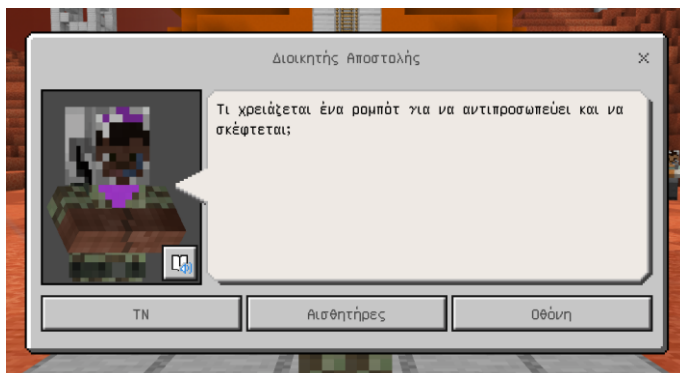 Διοικητής Αποστολής
Τι χρειάζεται ένα ρομπότ για να αντιπροσωπεύει και να
σκέφτεται;
ΤΝ
Αισθητήρες
Οθόνη